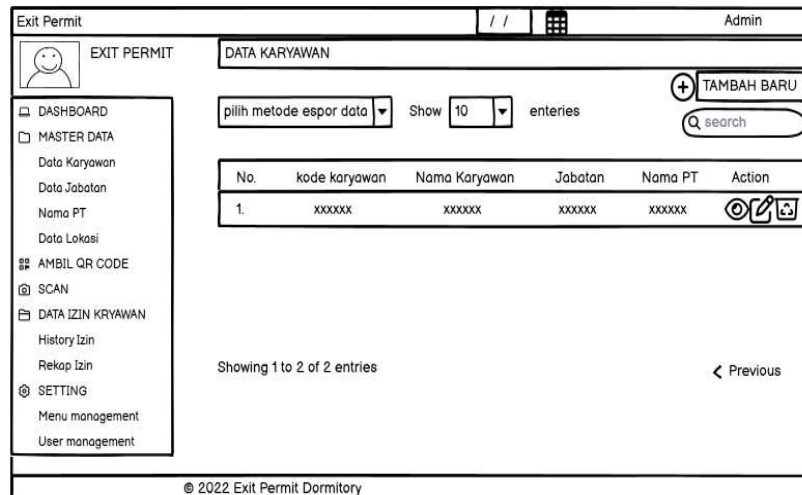 Exit Permit / / Admin
EXIT PERMIT
DATA KARYAWAN
TAMBAH BARU
pilih metode espor data Show 10 enteries
search
DASHBOARD
MASTER DATA
Data Karyawan
Data Jabatan
Nama PT
Data Lokasi
AMBIL QR CODE
SCAN
DATA IZIN KRYAWAN
History Izin
Rekap Izin
SETTING
Menu management
User management
No. kode karyawan Nama Karyawan Jabatan Nama PT Action
1. xxxxxx xxxxxx xxxxxx xxxxxx
Showing 1 to 2 of 2 entries
Previous
© 2022 Exit Permit Dormitory